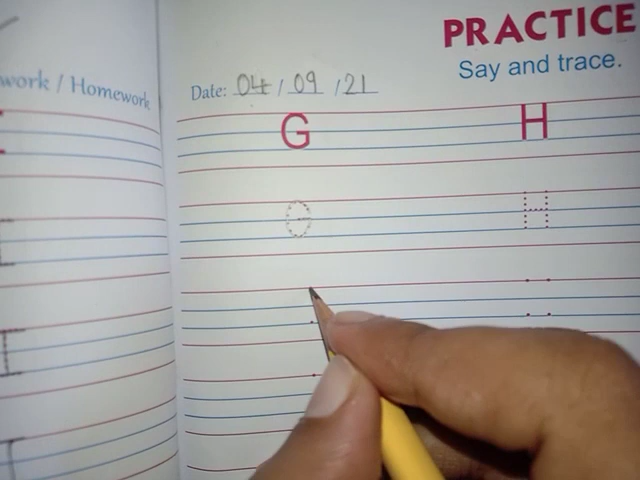 PRACTICE
Say and trace.
work / Homework
Date: 04 / 09 / 21
G H
G H